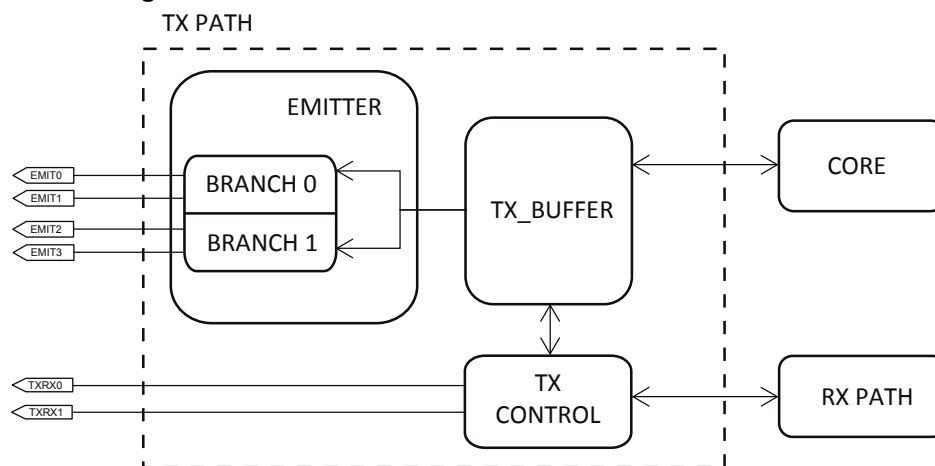 TX PATH
EMITTER
BRANCH 0
BRANCH 1
TX_BUFFER
CORE
EMIT0
EMIT1
EMIT2
EMIT3
TXRX0
TXRX1
TX
CONTROL
RX PATH